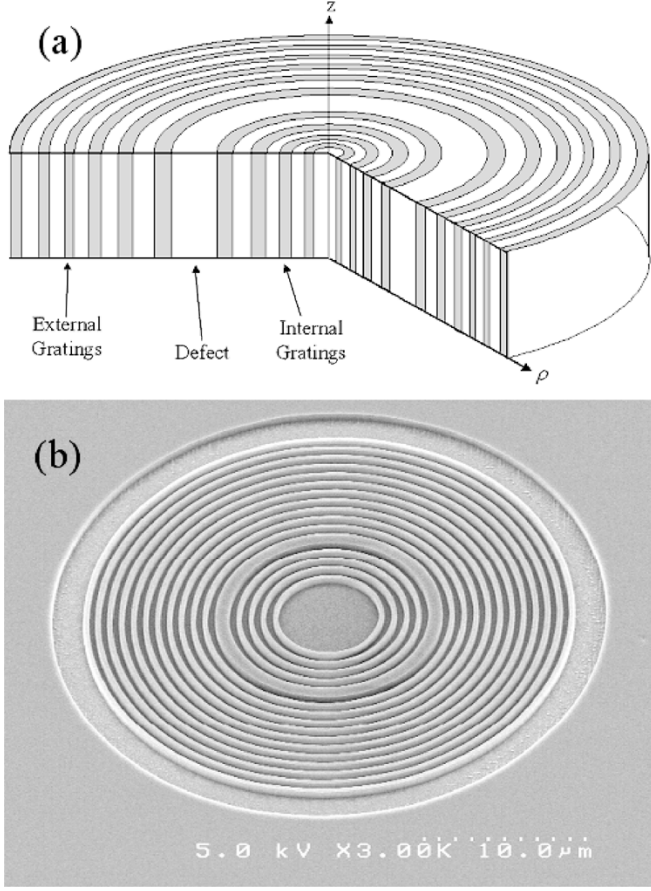 (a)
z
External
Gratings
Defect
Internal
Gratings
ρ
(b)
5.0 kV X3.00K 10.0μm